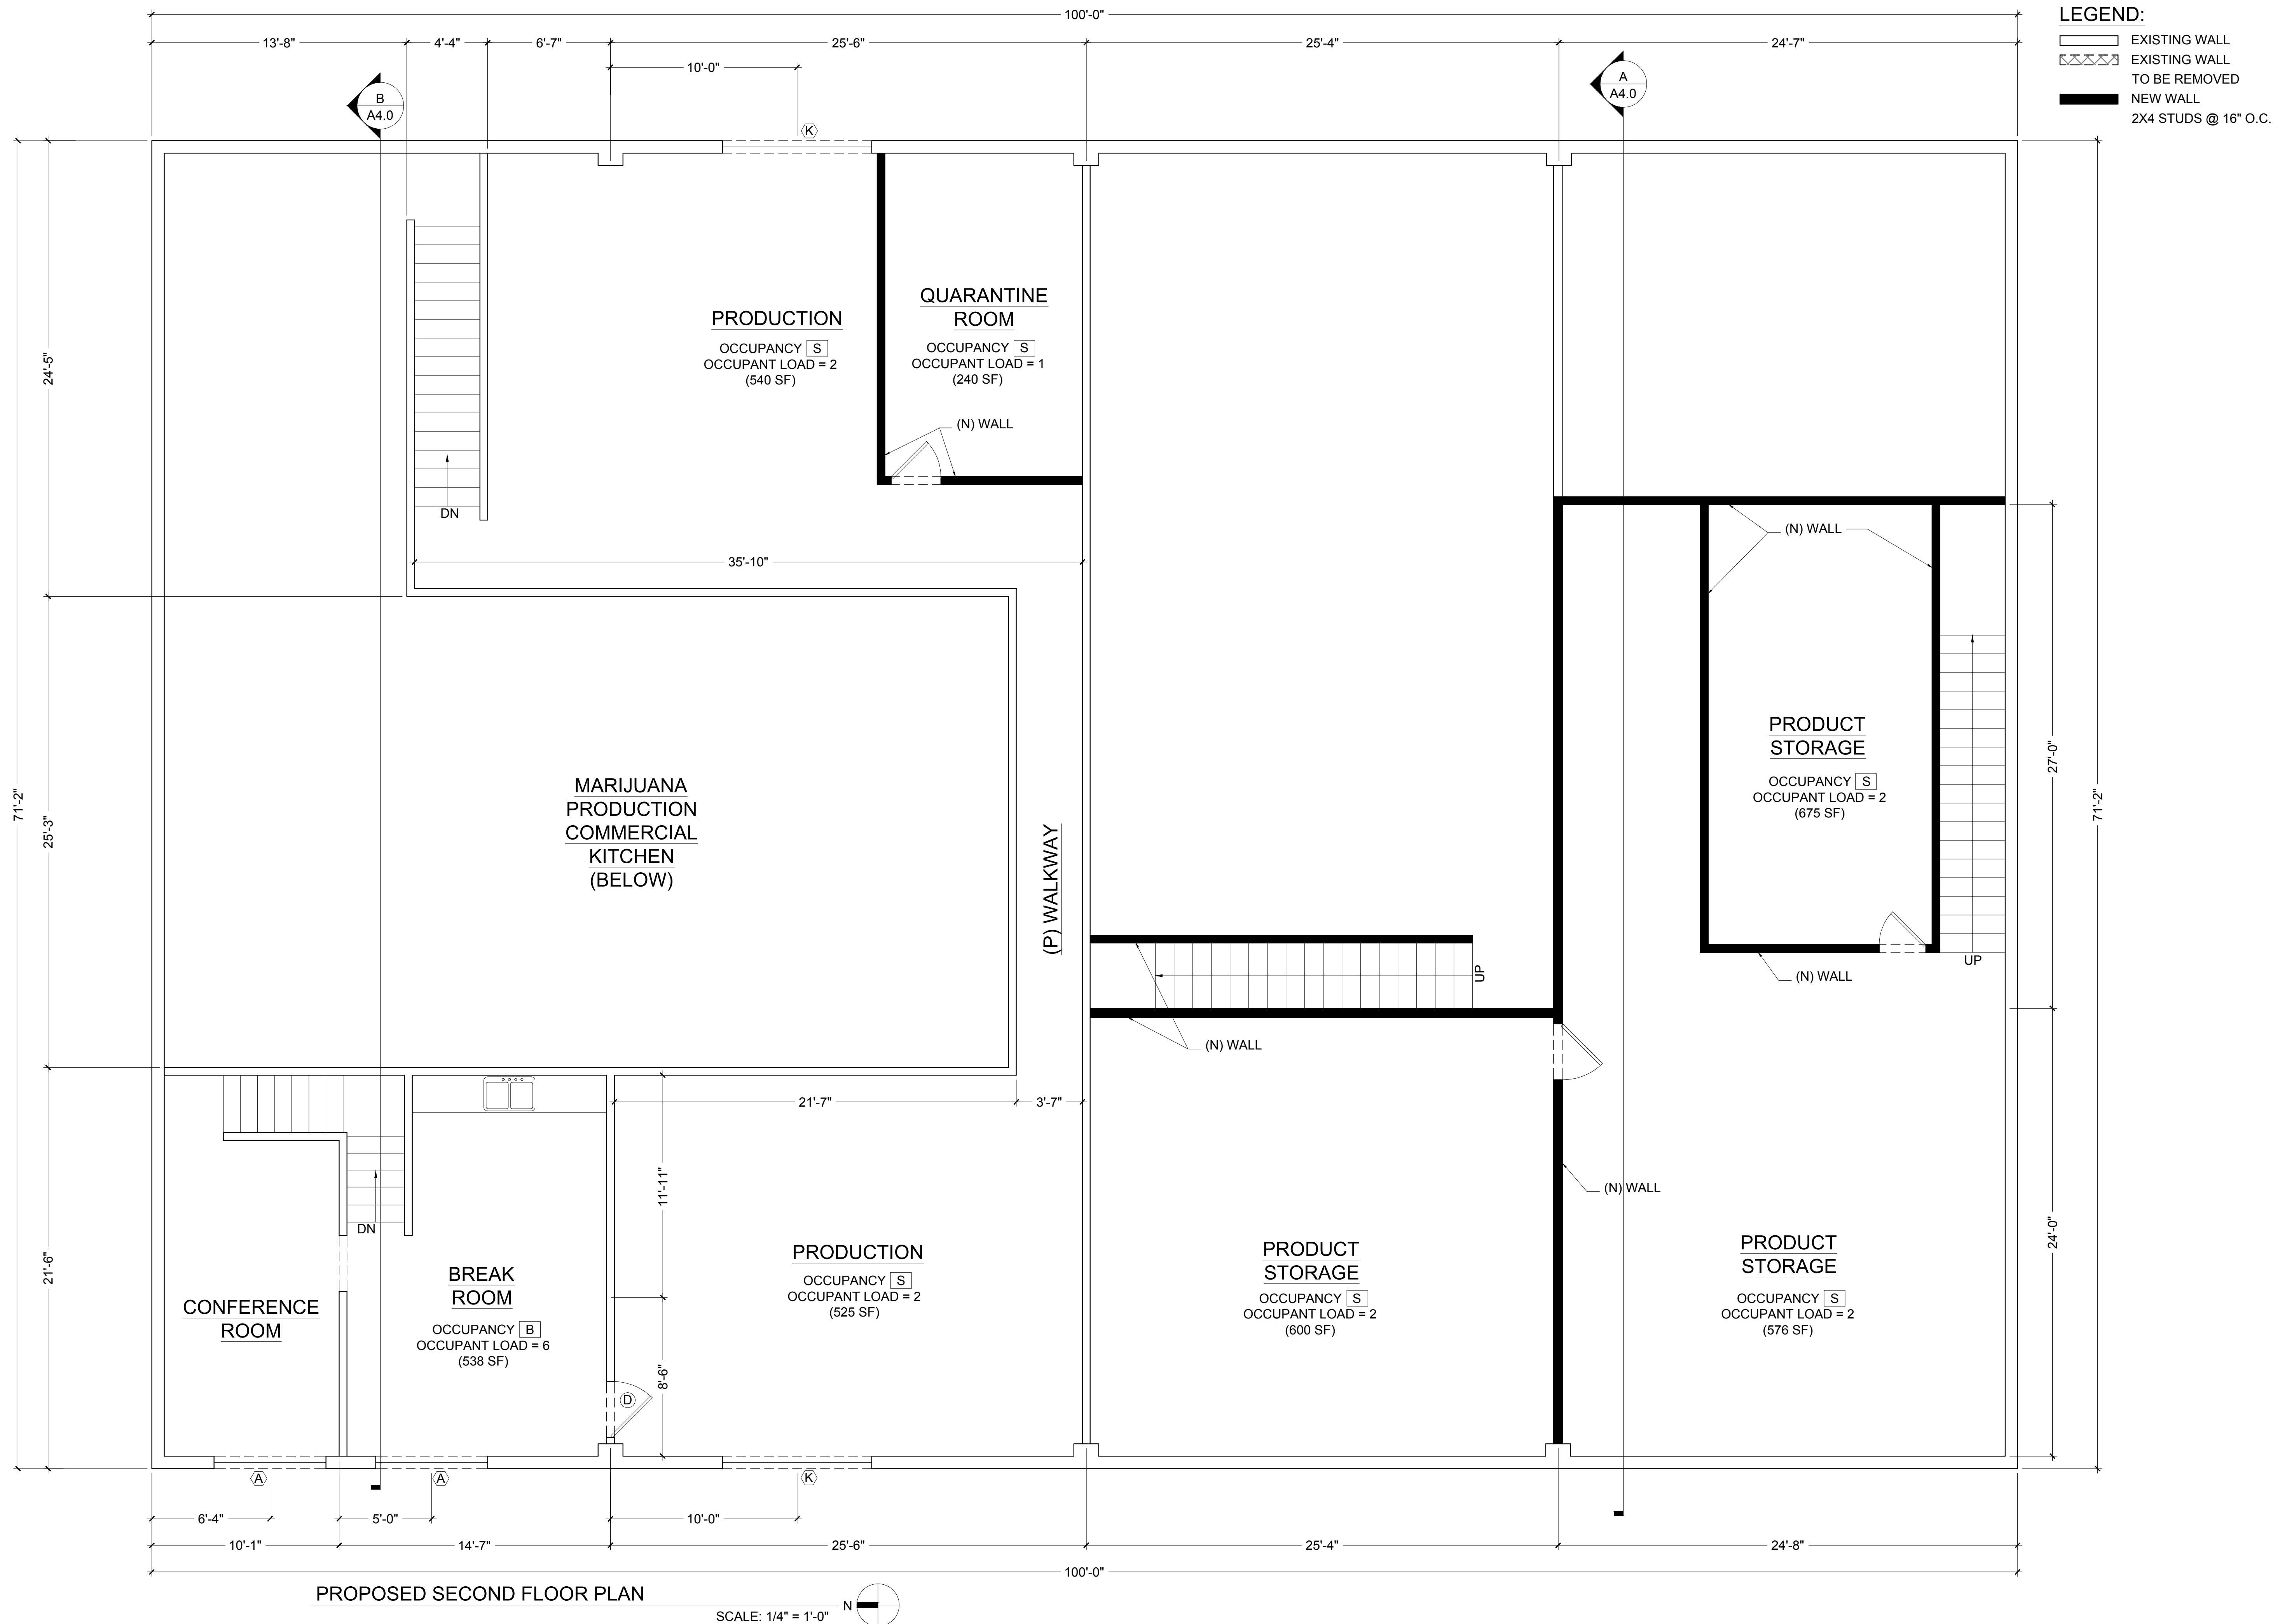 100'-0"
LEGEND:
13'-8"
4'-4"
6'-7"
25'-6"
25'-4"
24'-7"
EXISTING WALL
EXISTING WALL
TO BE REMOVED
NEW WALL
2X4 STUDS @ 16" O.C.
10'-0"
B
A4.0
A
A4.0
K
QUARANTINE
ROOM
OCCUPANCY S
OCCUPANT LOAD = 1
(240 SF)
PRODUCTION
OCCUPANCY S
OCCUPANT LOAD = 2
(540 SF)
24'-5"
(N) WALL
DN
(N) WALL
35'-10"
PRODUCT
STORAGE
OCCUPANCY S
OCCUPANT LOAD = 2
(675 SF)
27'-0"
71'-2"
71'-2"
25'-3"
MARIJUANA
PRODUCTION
COMMERCIAL
KITCHEN
(BELOW)
(P) WALKWAY
UP
UP
(N) WALL
(N) WALL
21'-7"
3'-7"
11'-11"
(N) WALL
DN
21'-6"
24'-0"
CONFERENCE
ROOM
BREAK
ROOM
OCCUPANCY B
OCCUPANT LOAD = 6
(538 SF)
PRODUCTION
OCCUPANCY S
OCCUPANT LOAD = 2
(525 SF)
PRODUCT
STORAGE
OCCUPANCY S
OCCUPANT LOAD = 2
(600 SF)
PRODUCT
STORAGE
OCCUPANCY S
OCCUPANT LOAD = 2
(576 SF)
8'-6"
D
A
A
K
6'-4"
5'-0"
10'-0"
10'-1"
14'-7"
25'-6"
25'-4"
24'-8"
100'-0"
PROPOSED SECOND FLOOR PLAN
N
SCALE: 1/4" = 1'-0"